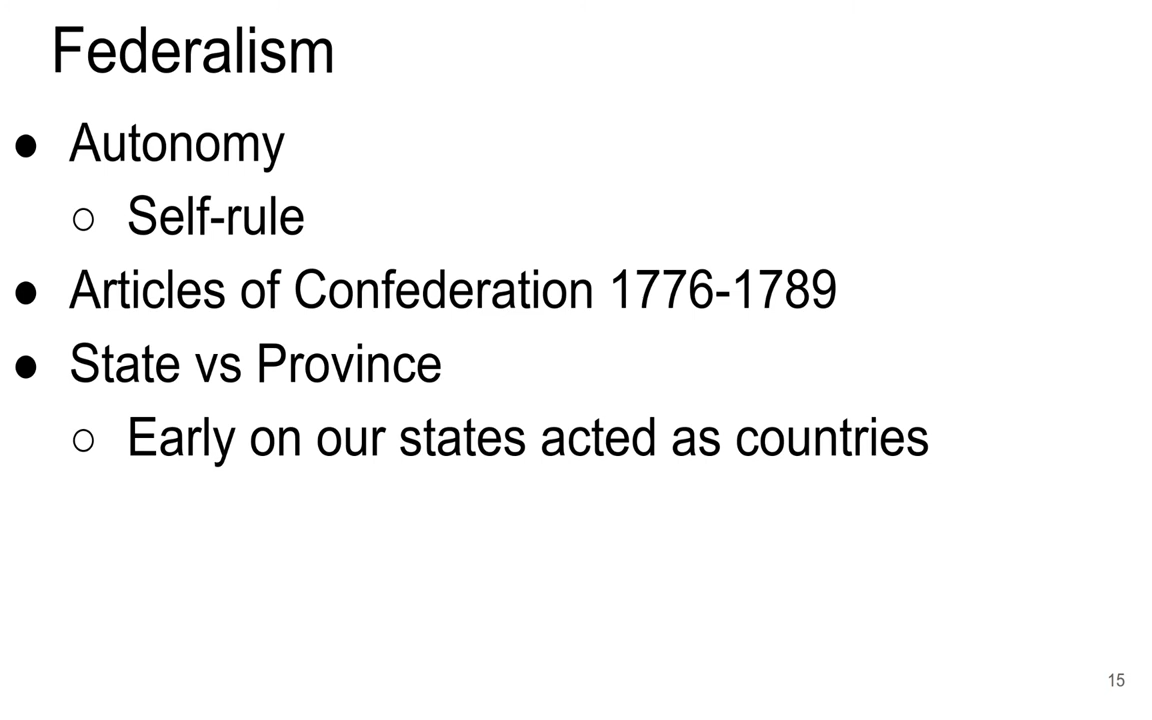 Federalism
● Autonomy
○ Self-rule
● Articles of Confederation 1776-1789
● State vs Province
○ Early on our states acted as countries
15